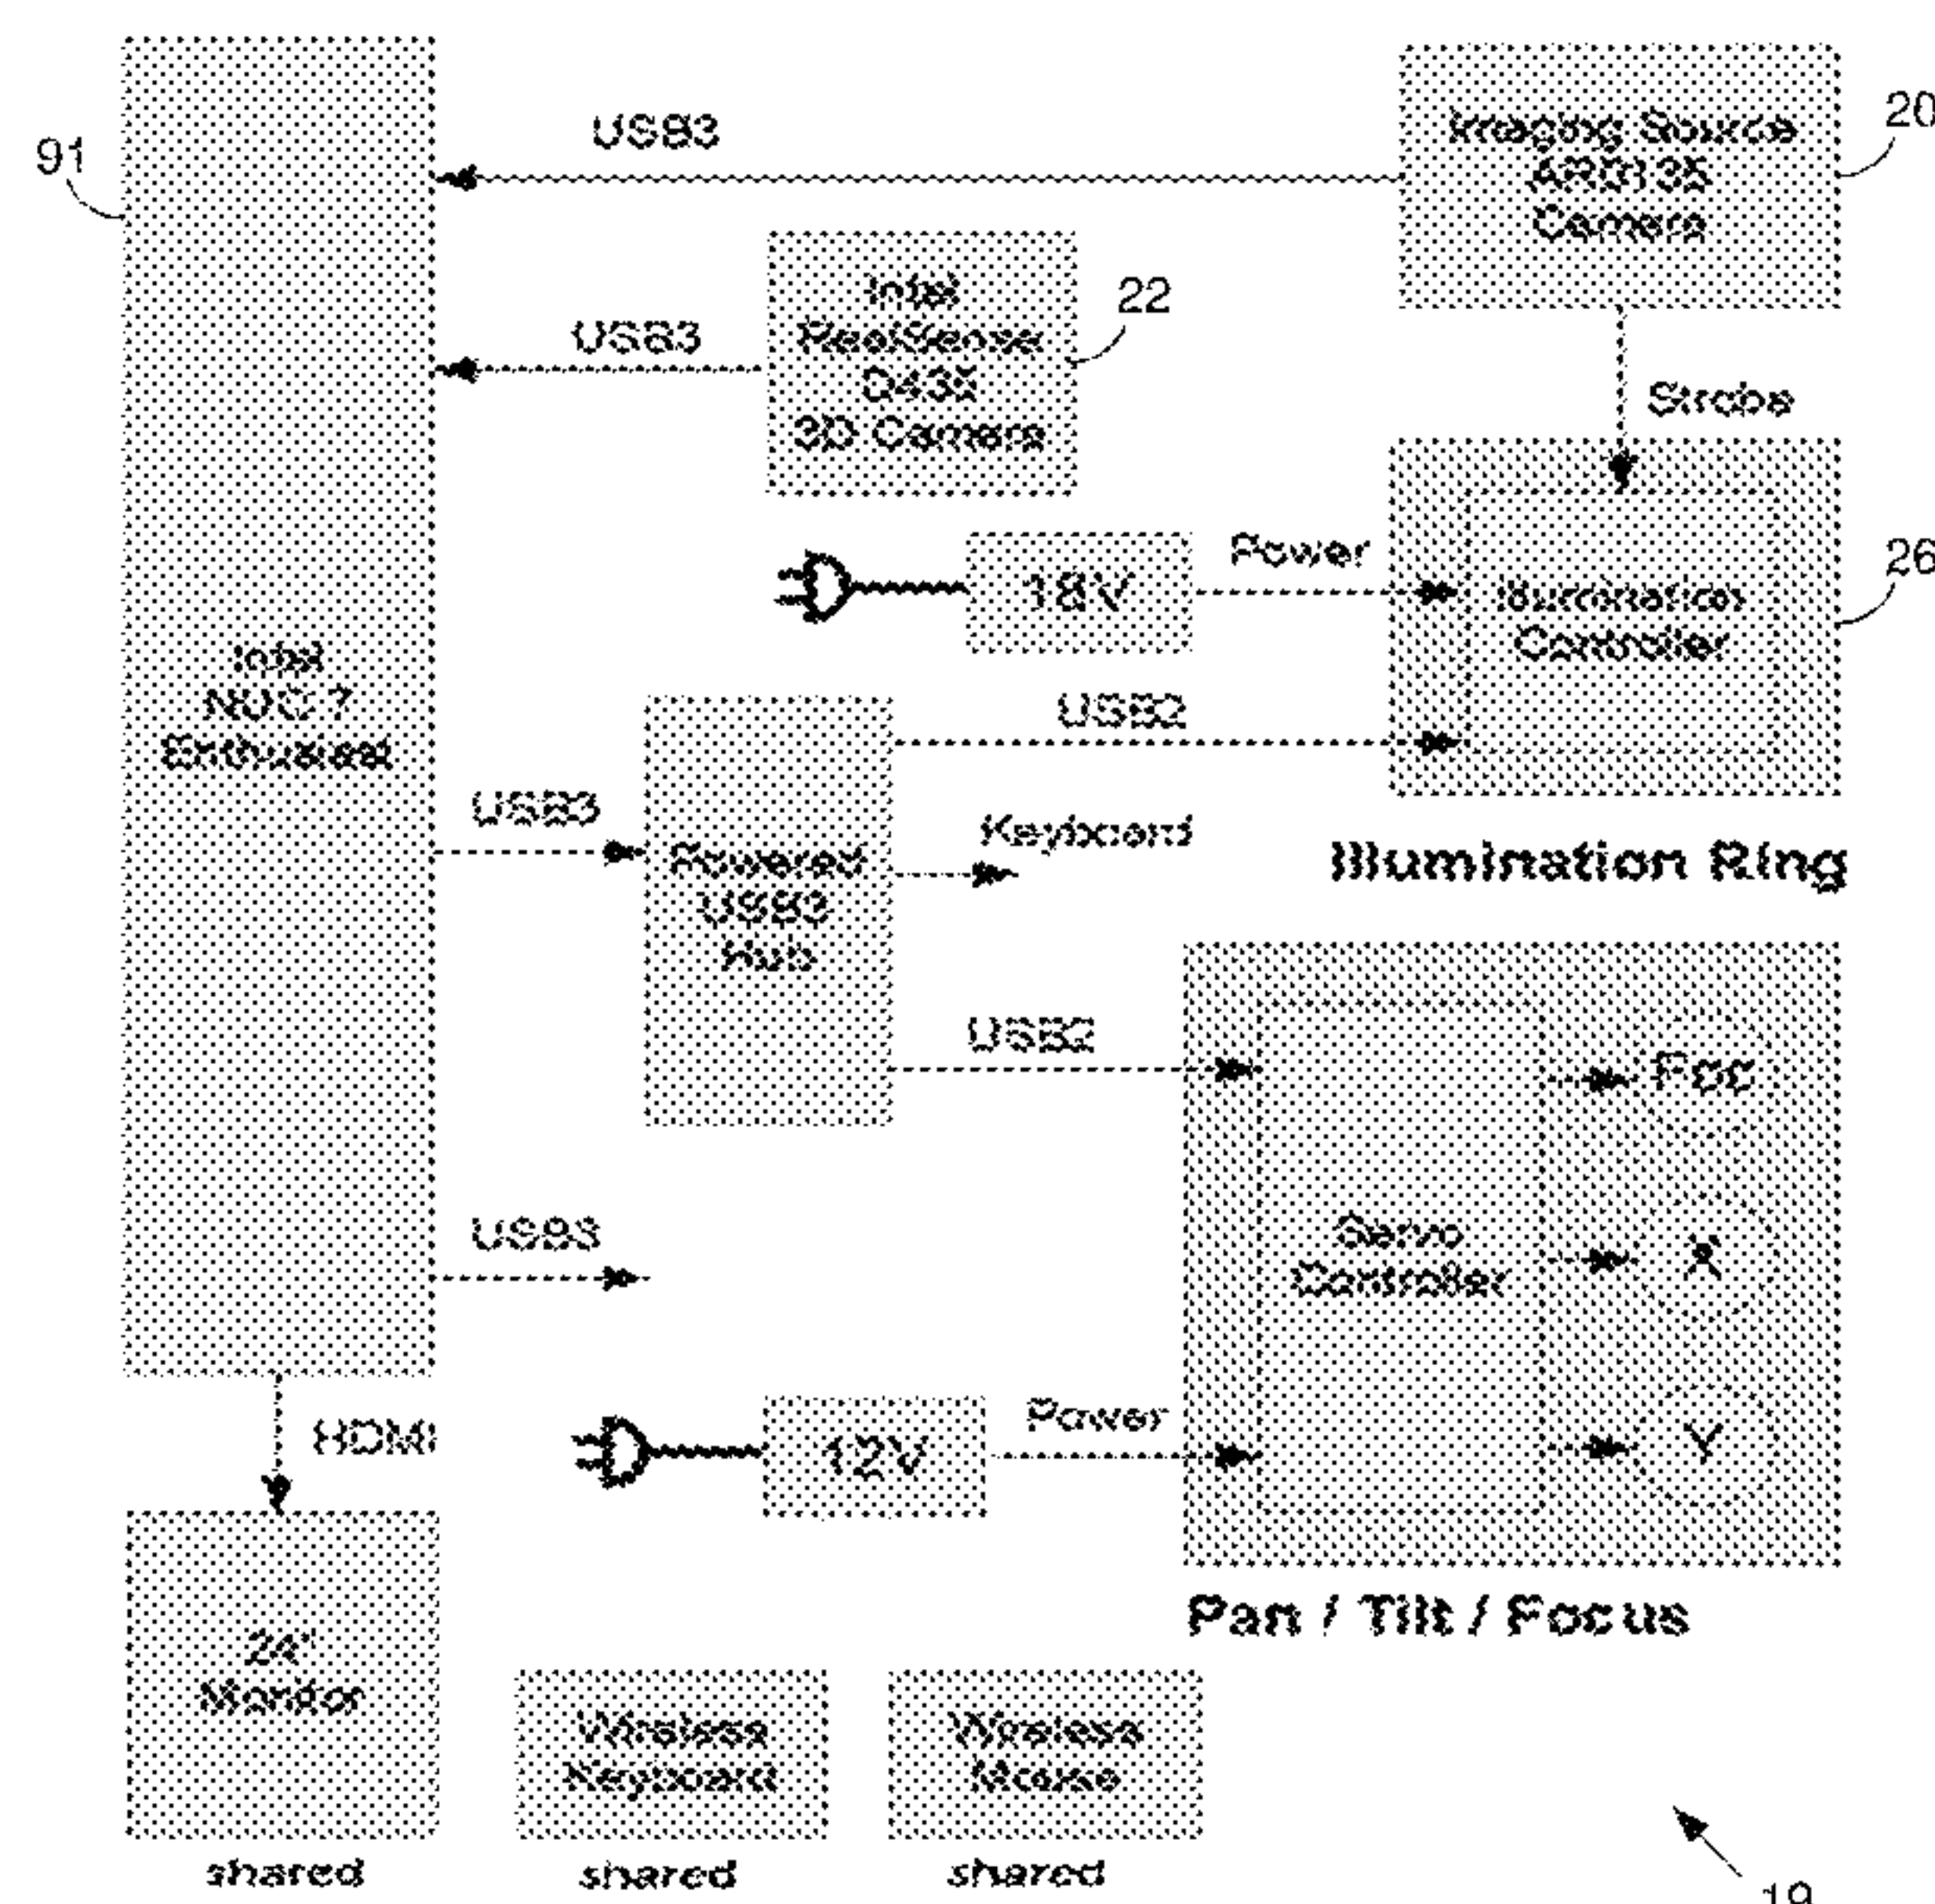 91
USB3
Imaging Source
AR0135
Camera
20
USB3
Intel
RealSense
D435
3D Camera
22
Strobe
18V
Power
Illumination
Controller
26
Intel
NUC 7
Enthusiast
USB2
USB3
Powered
USB3
Hub
Keyboard
Illumination Ring
USB2
Foc
USB3
Servo
Controller
X
HDMI
12V
Power
Y
Pan / Tilt / Focus
24"
Monitor
Wireless
Keyboard
Wireless
Mouse
shared
shared
shared
19